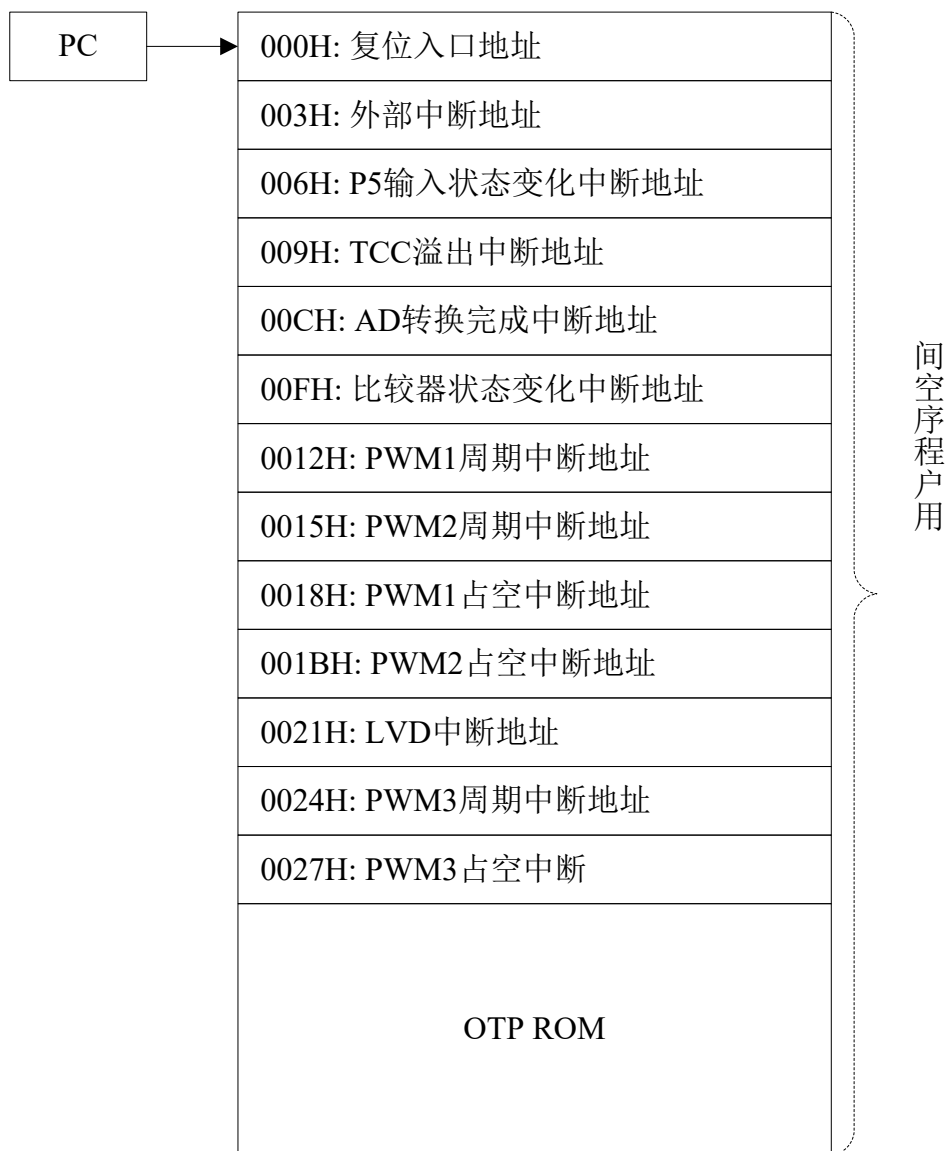 PC
000H: 复位入口地址
003H: 外部中断地址
006H: P5输入状态变化中断地址
009H: TCC溢出中断地址
00CH: AD转换完成中断地址
00FH: 比较器状态变化中断地址
0012H: PWM1周期中断地址
0015H: PWM2周期中断地址
0018H: PWM1占空中断地址
001BH: PWM2占空中断地址
0021H: LVD中断地址
0024H: PWM3周期中断地址
0027H: PWM3占空中断
OTP ROM
间空序程户用